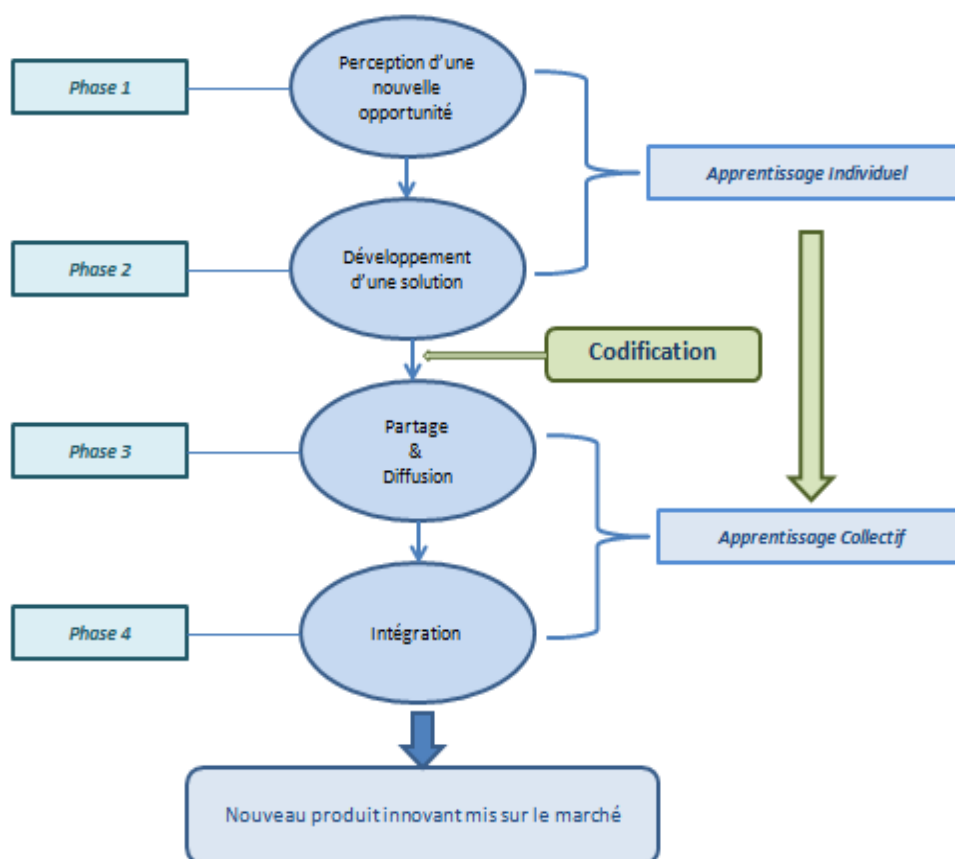 Phase 1
Perception d'une
nouvelle
opportunité
Apprentissage Individuel
Phase 2
Développement
d'une solution
Codification
Phase 3
Partage
&
Diffusion
Apprentissage Collectif
Phase 4
Intégration
Nouveau produit innovant mis sur le marché